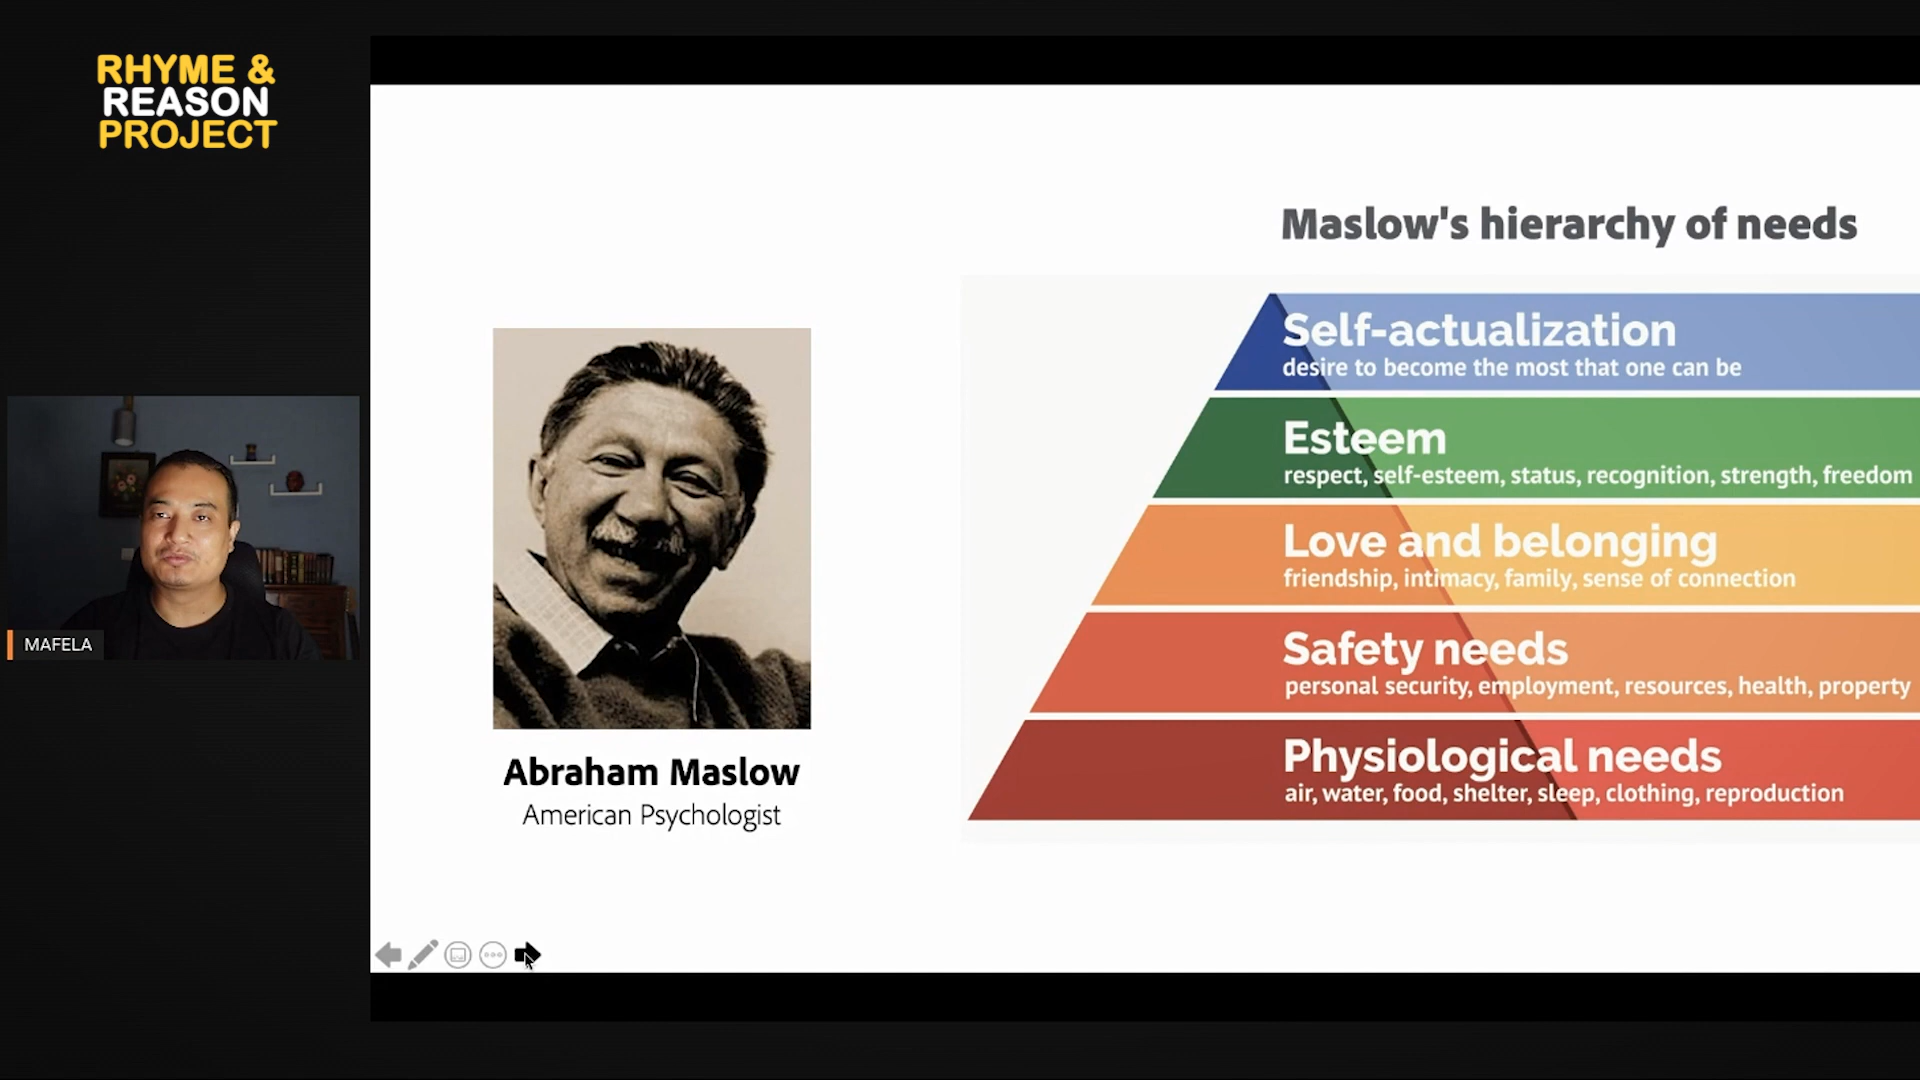 RHYME &
REASON
PROJECT
MAFELA
Abraham Maslow
American Psychologist
Maslow's hierarchy of needs
Self-actualization
desire to become the most that one can be
Esteem
respect, self-esteem, status, recognition, strength, freedom
Love and belonging
friendship, intimacy, family, sense of connection
Safety needs
personal security, employment, resources, health, property
Physiological needs
air, water, food, shelter, sleep, clothing, reproduction